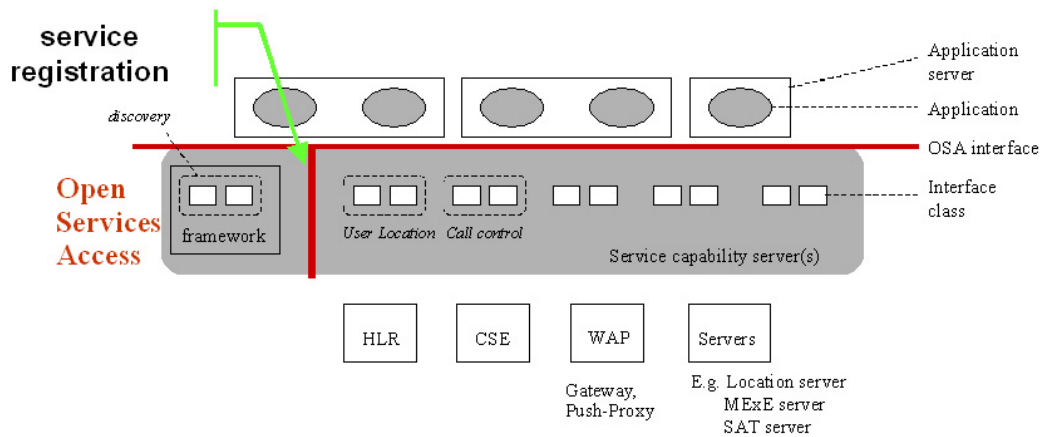 service
registration
Application
server
discovery
Application
OSA interface
Open
Services
Access
framework
User Location
Call control
Interface
class
Service capability server(s)
HLR
CSE
WAP
Servers
Gateway,
Push-Proxy
E.g. Location server
MExE server
SAT server